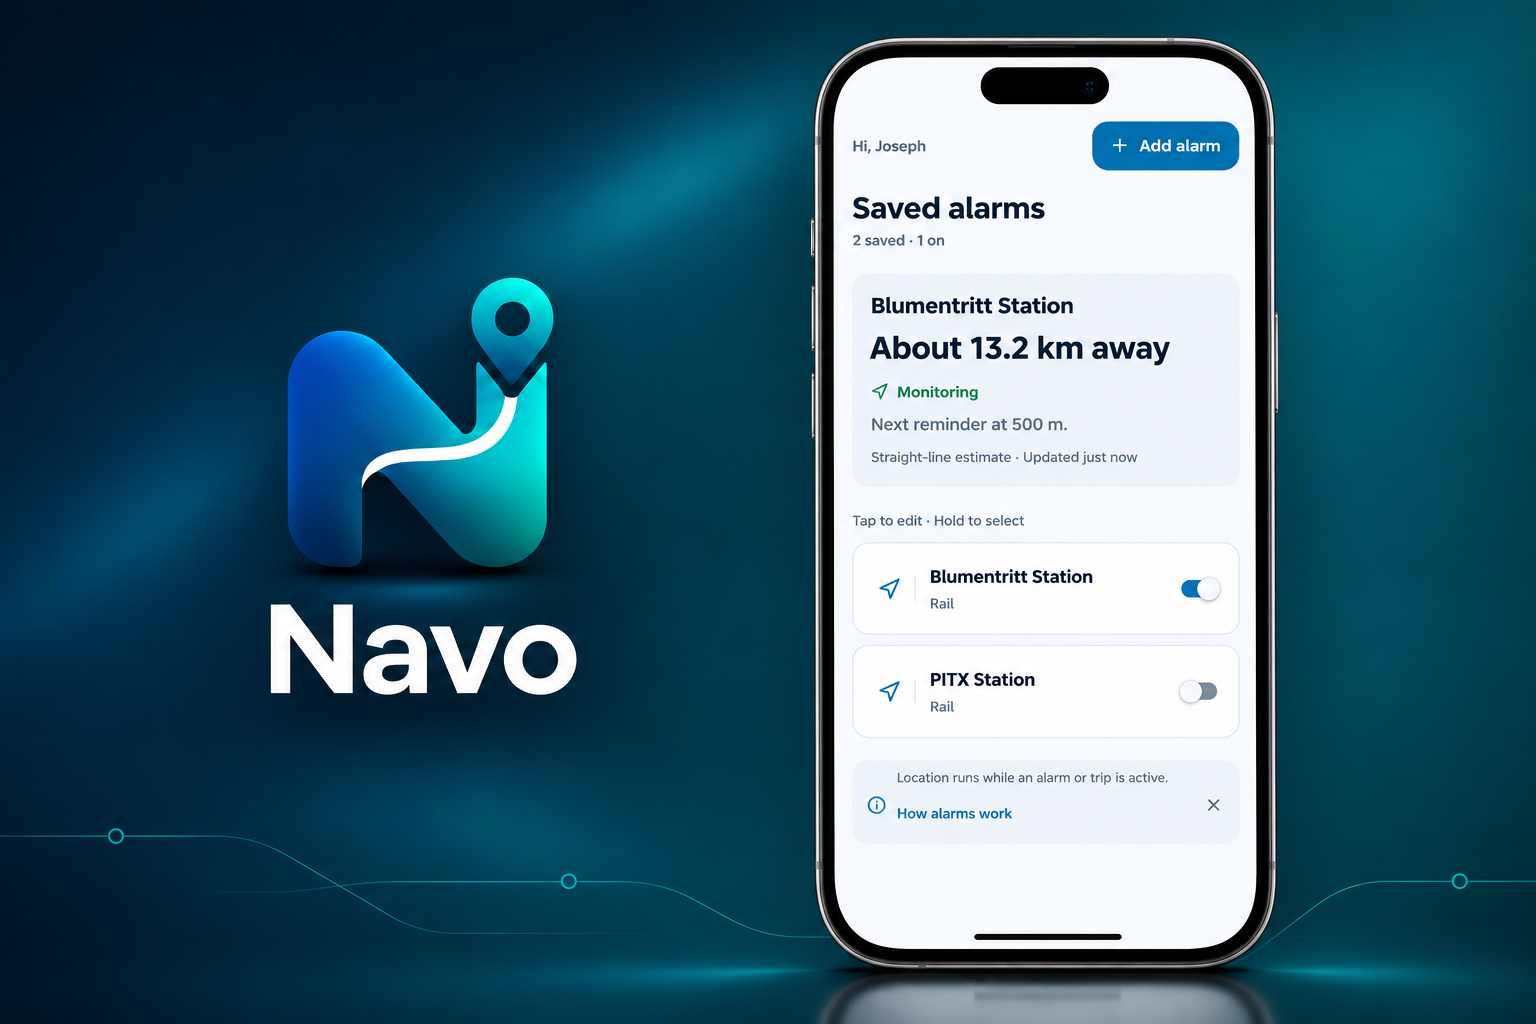 Navo
Hi, Joseph
+ Add alarm
Saved alarms
2 saved · 1 on
Blumentritt Station
About 13.2 km away
Monitoring
Next reminder at 500 m.
Straight-line estimate · Updated just now
Tap to edit · Hold to select
Blumentritt Station
Rail
PITX Station
Rail
Location runs while an alarm or trip is active.
How alarms work